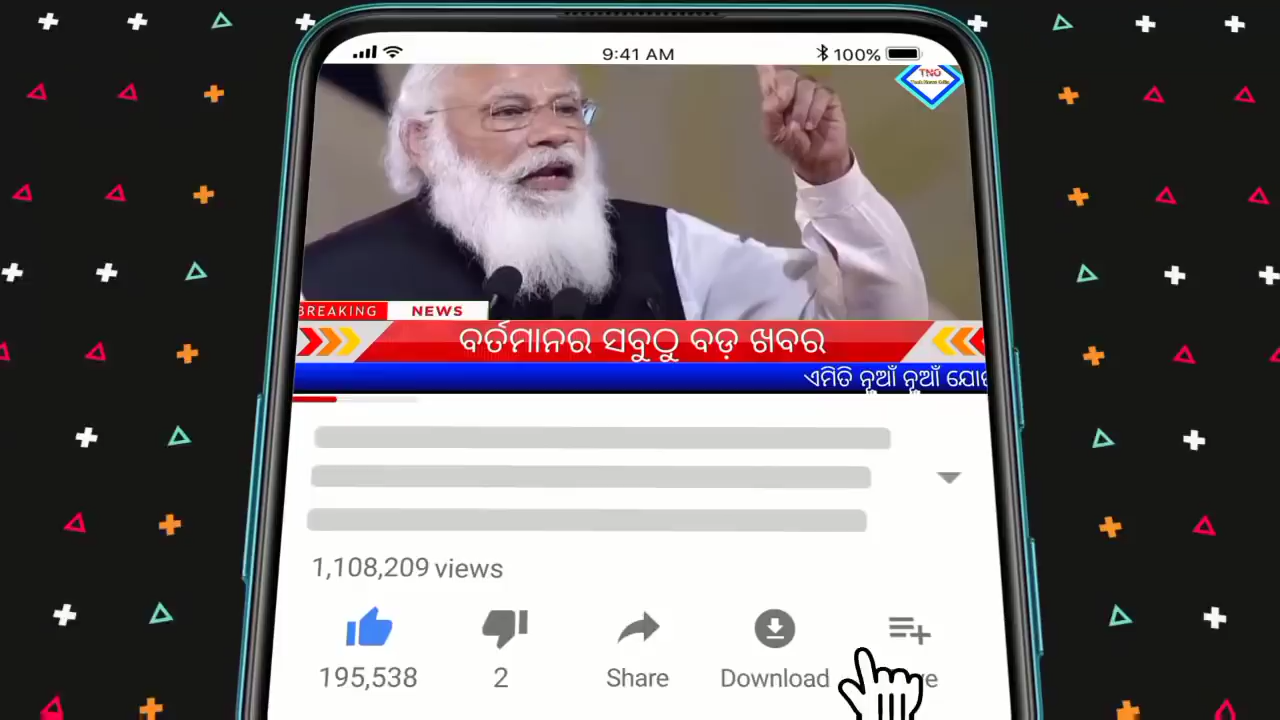 9:41 AM
100%
TNO
BREAKING NEWS
ବର୍ତମାନର ସବୁଠୁ ବଡ଼ ଖବର
ଏମିତି ନୂଆଁ ନୂଆଁ
1,108,209 views
195,538
2
Share
Download